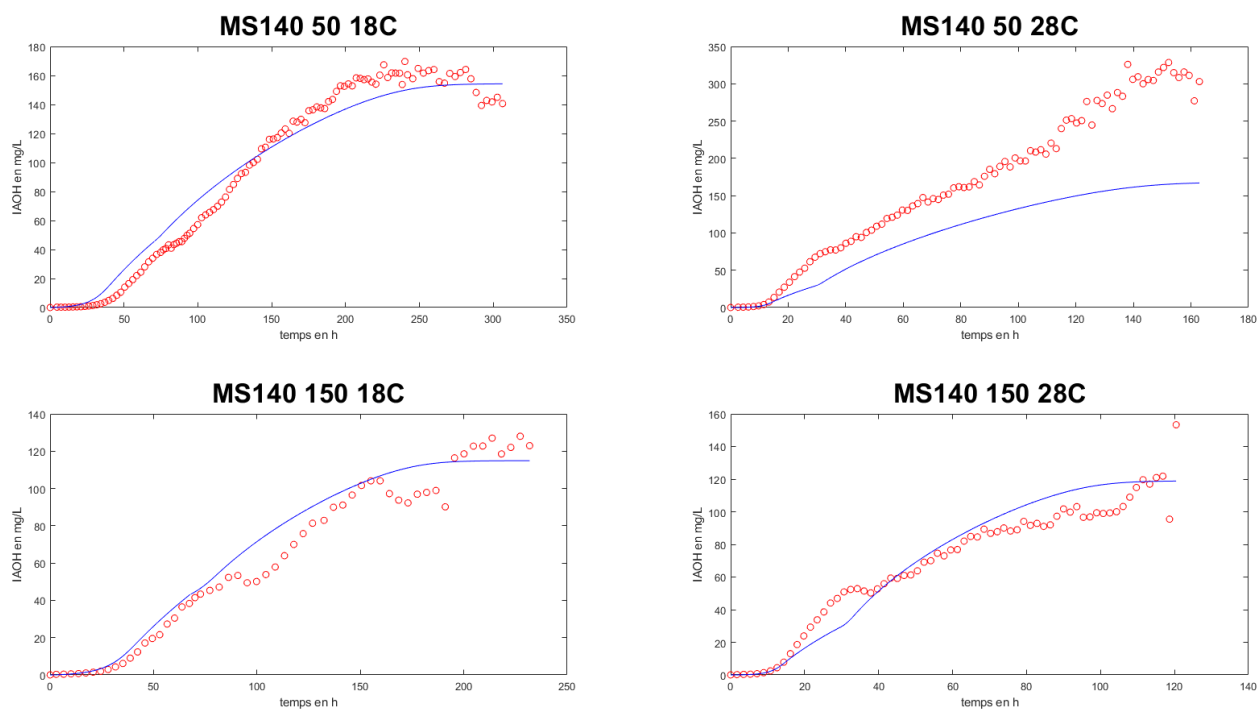 MS140 50 18C
180
160
140
120
100
80
60
40
20
0
IAOH en mg/L
0 50 100 150 200 250 300 350
temps en h
MS140 50 28C
350
300
250
200
150
100
50
0
IAOH en mg/L
0 20 40 60 80 100 120 140 160 180
temps en h
MS140 150 18C
140
120
100
80
60
40
20
0
IAOH en mg/L
0 50 100 150 200 250
temps en h
MS140 150 28C
160
140
120
100
80
60
40
20
0
IAOH en mg/L
0 20 40 60 80 100 120 140
temps en h